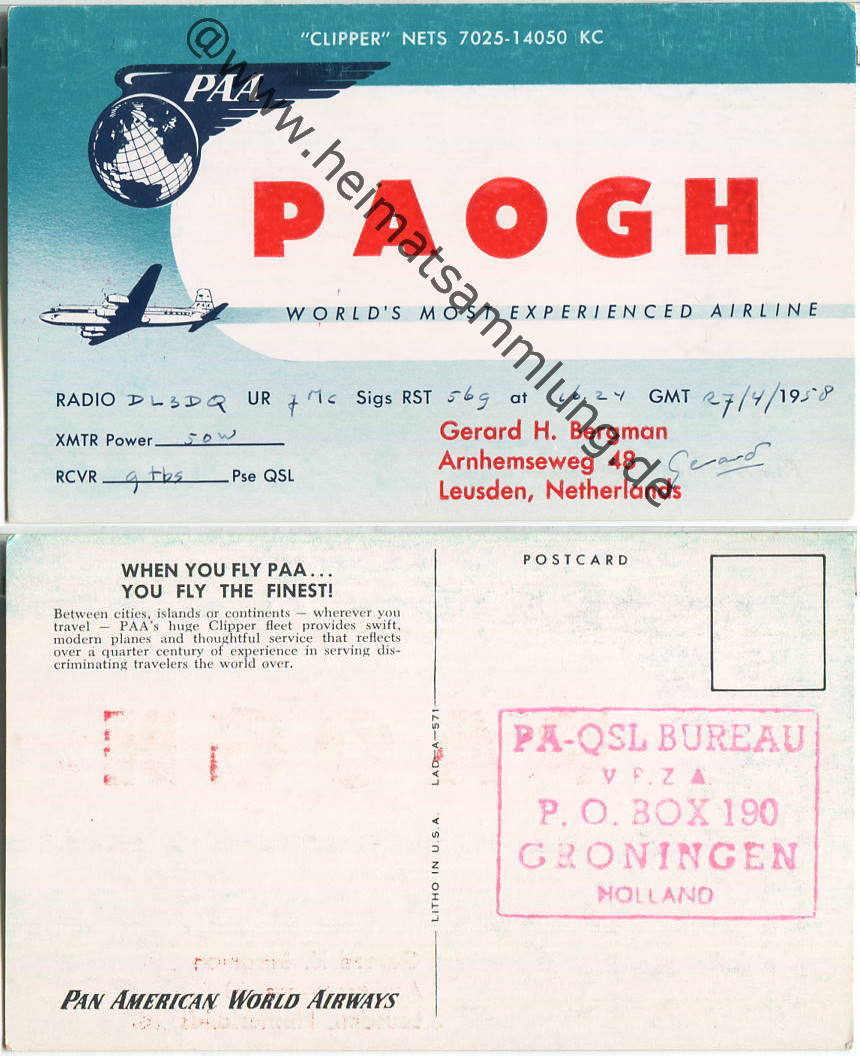 "CLIPPER" NETS 7025-14050 KC
PAA
PAOGH
WORLD'S MOST EXPERIENCED AIRLINE
RADIO DL3DQ UR 7 Mc Sigs RST 569 at 16.24 GMT 27/4/1958
XMTR Power 50W
RCVR 9 tbs Pse QSL
Gerard H. Bergman
Arnhemseweg 48
Leusden, Netherlands
Gerard
@www.heimatsammlung.de
WHEN YOU FLY PAA...
YOU FLY THE FINEST!
Between cities, islands or continents — wherever you
travel — PAA's huge Clipper fleet provides swift,
modern planes and thoughtful service that reflects
over a quarter century of experience in serving dis-
criminating travelers the world over.
PAN AMERICAN WORLD AIRWAYS
LITHO IN U.S.A. LAD-A-571
POSTCARD
PA-QSL BUREAU
V.R.Z.A.
P. O. BOX 190
GRONINGEN
HOLLAND